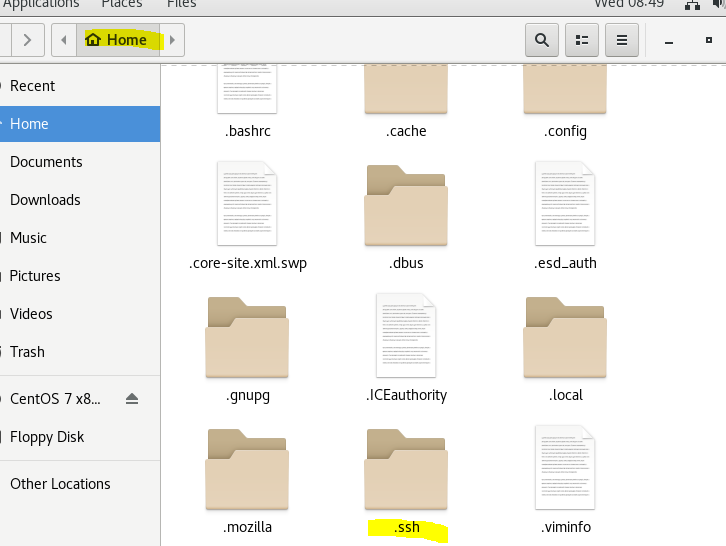 Applications Places Files Wed 08:49
Home
Recent
Home
Documents
Downloads
Music
Pictures
Videos
Trash
CentOS 7 x8...
Floppy Disk
Other Locations
.bashrc .cache .config
.core-site.xml.swp .dbus .esd_auth
.gnupg .ICEauthority .local
.mozilla .ssh .viminfo